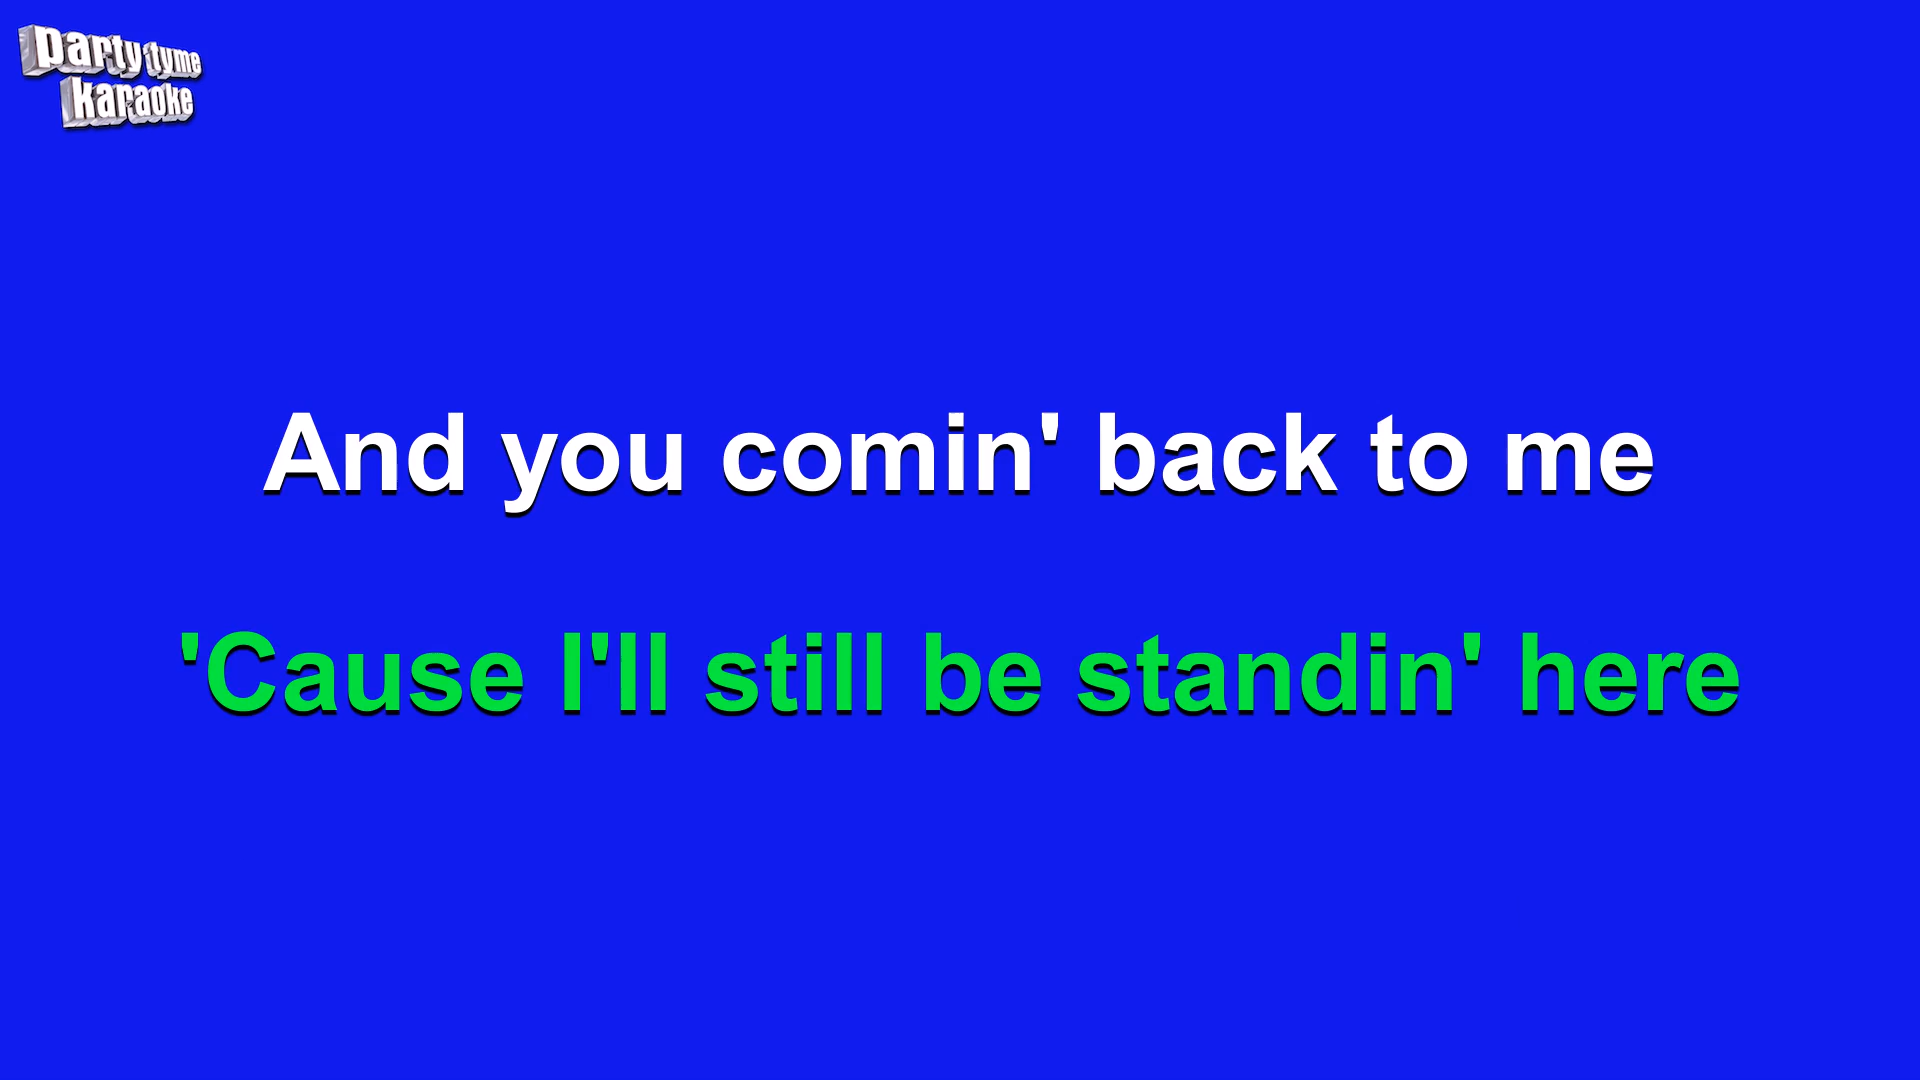 party tyme
karaoke
And you comin' back to me
'Cause I'll still be standin' here